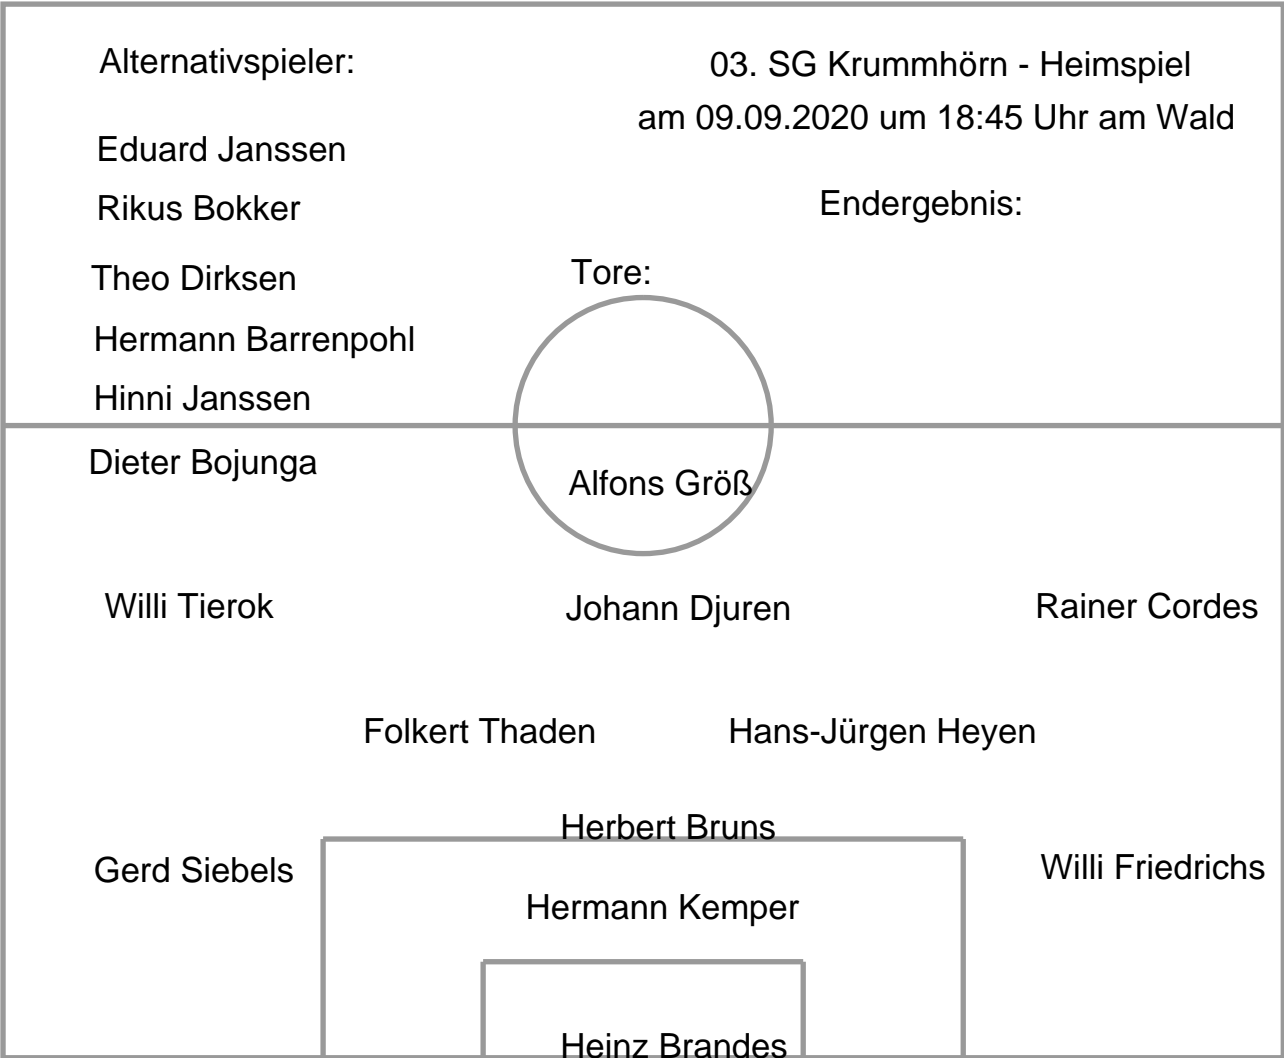 Alternativspieler:
03. SG Krummhörn - Heimspiel
am 09.09.2020 um 18:45 Uhr am Wald
Eduard Janssen
Rikus Bokker
Endergebnis:
Theo Dirksen
Tore:
Hermann Barrenpohl
Hinni Janssen
Dieter Bojunga
Alfons Größ
Willi Tierok
Johann Djuren
Rainer Cordes
Folkert Thaden
Hans-Jürgen Heyen
Herbert Bruns
Gerd Siebels
Willi Friedrichs
Hermann Kemper
Heinz Brandes